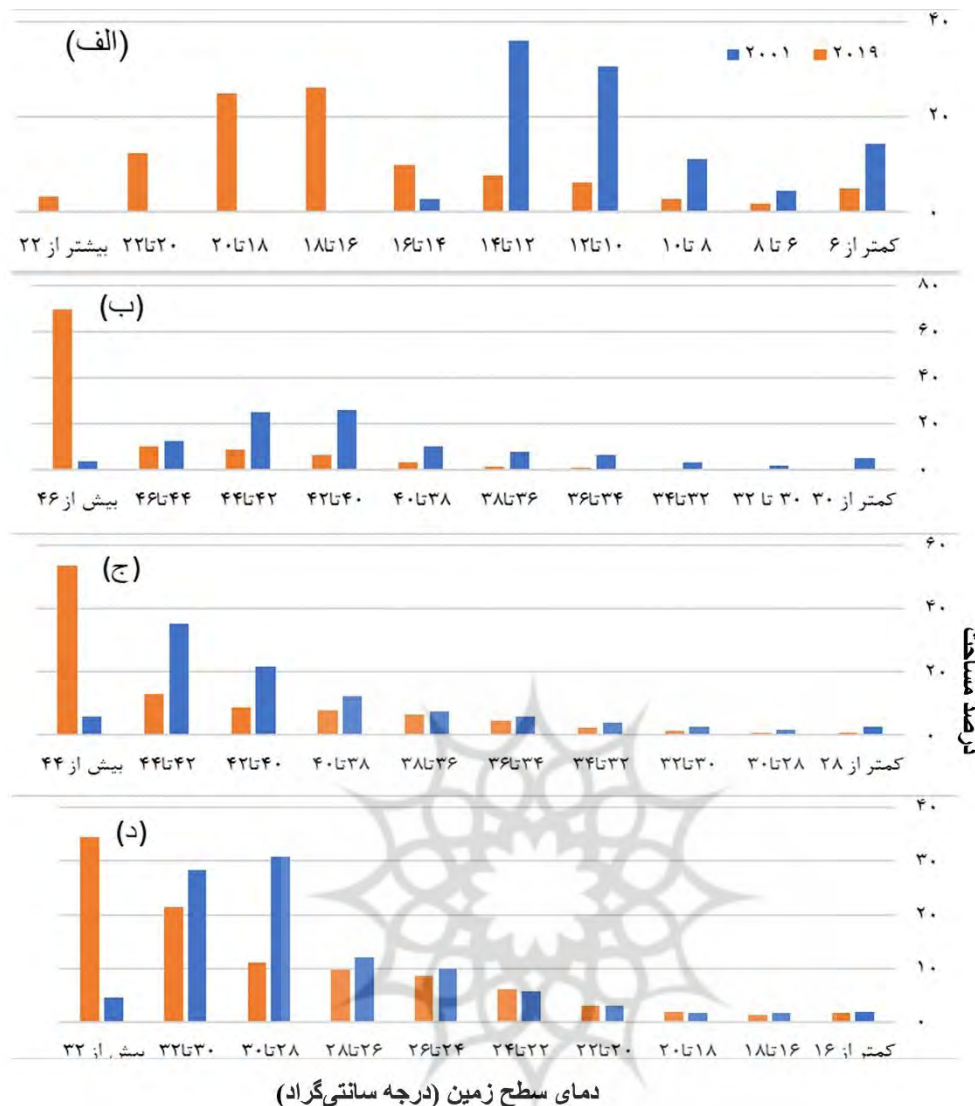 (الف)
۲۰۰۱ ۲۰۱۹
۴۰
۲۰
۰
کمتر از ۶ ۶ تا ۸ ۸ تا ۱۰ ۱۰تا۱۲ ۱۲تا۱۴ ۱۴تا۱۶ ۱۶تا۱۸ ۱۸تا۲۰ ۲۰تا۲۲ بیشتر از ۲۲
(ب)
۸۰
۶۰
۴۰
۲۰
۰
کمتر از ۳۰ ۳۰ تا ۳۲ ۳۲تا۳۴ ۳۴تا۳۶ ۳۶تا۳۸ ۳۸تا۴۰ ۴۰تا۴۲ ۴۲تا۴۴ ۴۴تا۴۶ بیش از ۴۶
(ج)
۶۰
۴۰
۲۰
۰
کمتر از ۲۸ ۲۸تا۳۰ ۳۰تا۳۲ ۳۲تا۳۴ ۳۴تا۳۶ ۳۶تا۳۸ ۳۸تا۴۰ ۴۰تا۴۲ ۴۲تا۴۴ بیش از ۴۴
درصد مساحت
(د)
۴۰
۳۰
۲۰
۱۰
۰
کمتر از ۱۶ ۱۶تا۱۸ ۱۸تا۲۰ ۲۰تا۲۲ ۲۲تا۲۴ ۲۴تا۲۶ ۲۶تا۲۸ ۲۸تا۳۰ ۳۰تا۳۲ بیش از ۳۲
دمای سطح زمین (درجه سانتی‌گراد)